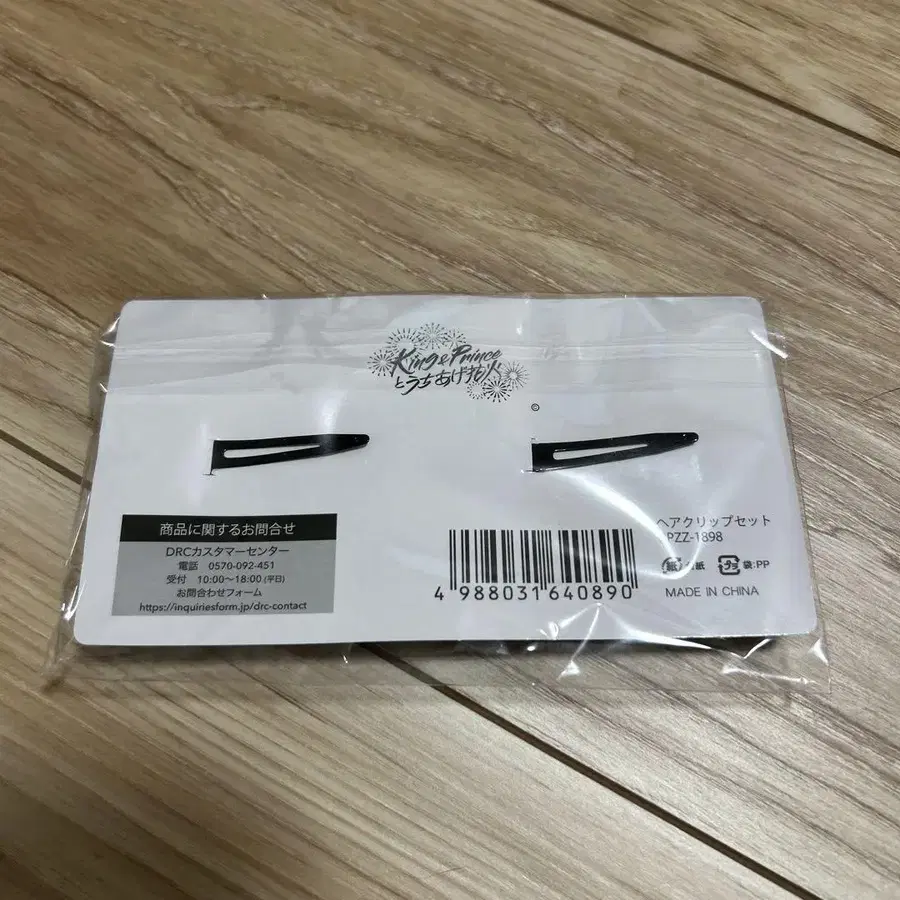 King & Prince
とうちあげ花火
©
商品に関するお問合せ
DRCカスタマーセンター
電話 0570-092-451
受付 10:00〜18:00 (平日)
お問合わせフォーム
https://inquiriesform.jp/drc-contact
4 988031 640890
ヘアクリップセット
PZZ-1898
紙 紙 プラ 袋:PP
MADE IN CHINA